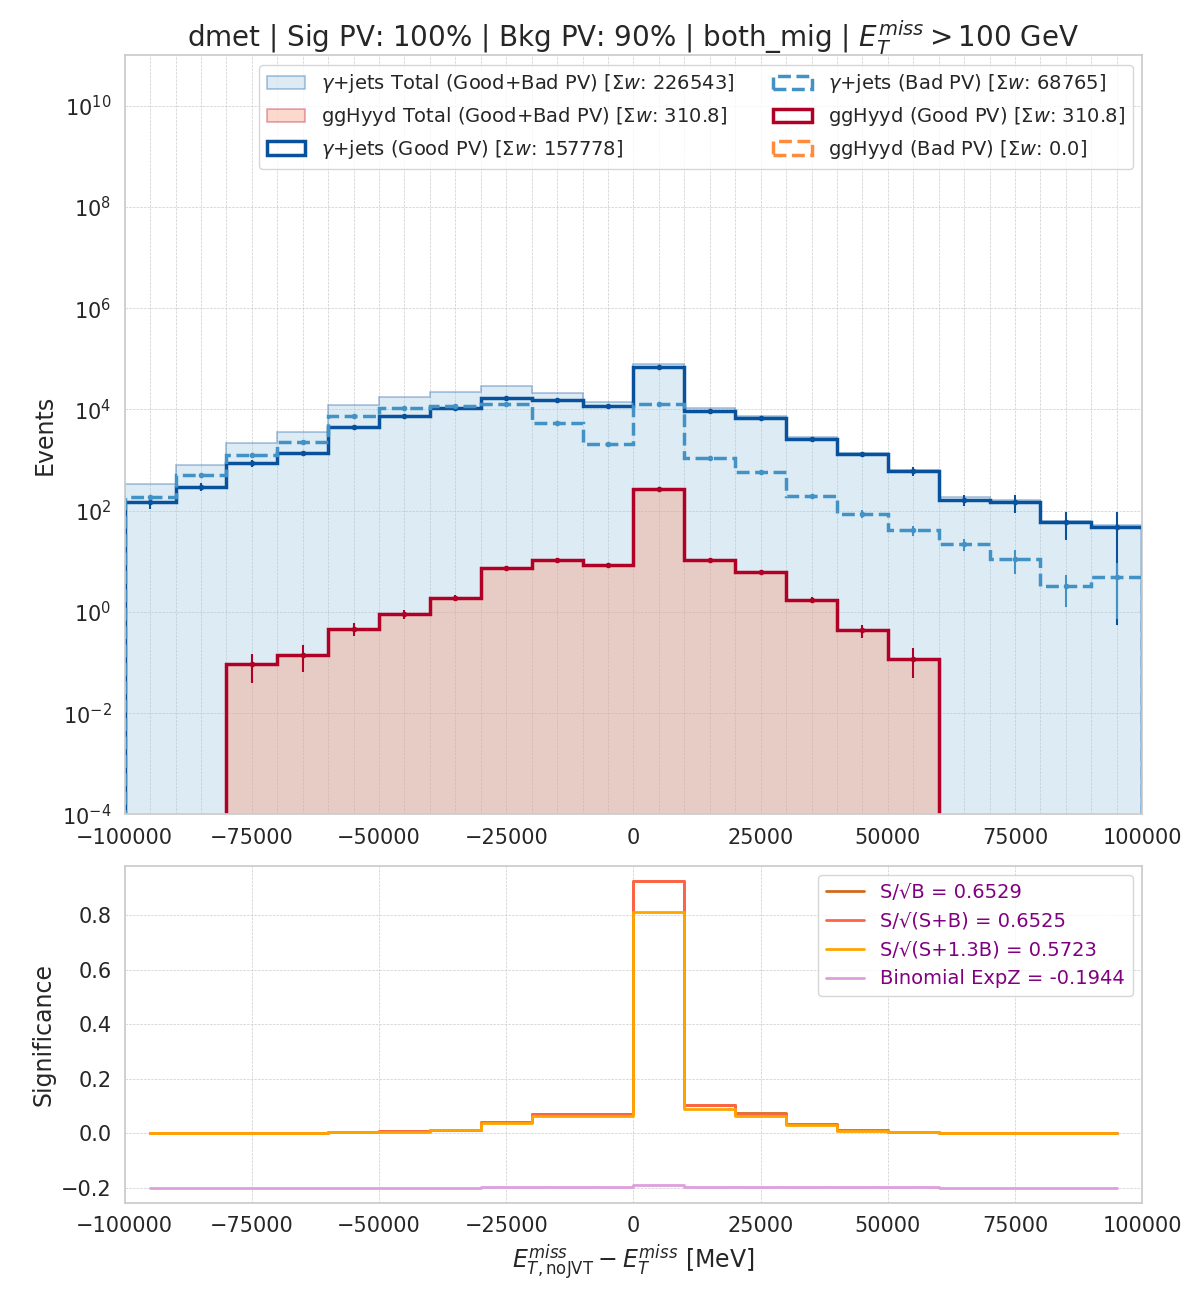 dmet | Sig PV: 100% | Bkg PV: 90% | both_mig | E_T^miss > 100 GeV
γ+jets Total (Good+Bad PV) [Σw: 226543]
ggHyyd Total (Good+Bad PV) [Σw: 310.8]
γ+jets (Good PV) [Σw: 157778]
γ+jets (Bad PV) [Σw: 68765]
ggHyyd (Good PV) [Σw: 310.8]
ggHyyd (Bad PV) [Σw: 0.0]
Events
10^10
10^8
10^6
10^4
10^2
10^0
10^−2
10^−4
−100000 −75000 −50000 −25000 0 25000 50000 75000 100000
S/√B = 0.6529
S/√(S+B) = 0.6525
S/√(S+1.3B) = 0.5723
Binomial ExpZ = -0.1944
Significance
0.8
0.6
0.4
0.2
0.0
−0.2
−100000 −75000 −50000 −25000 0 25000 50000 75000 100000
E_T,noJVT^miss − E_T^miss [MeV]